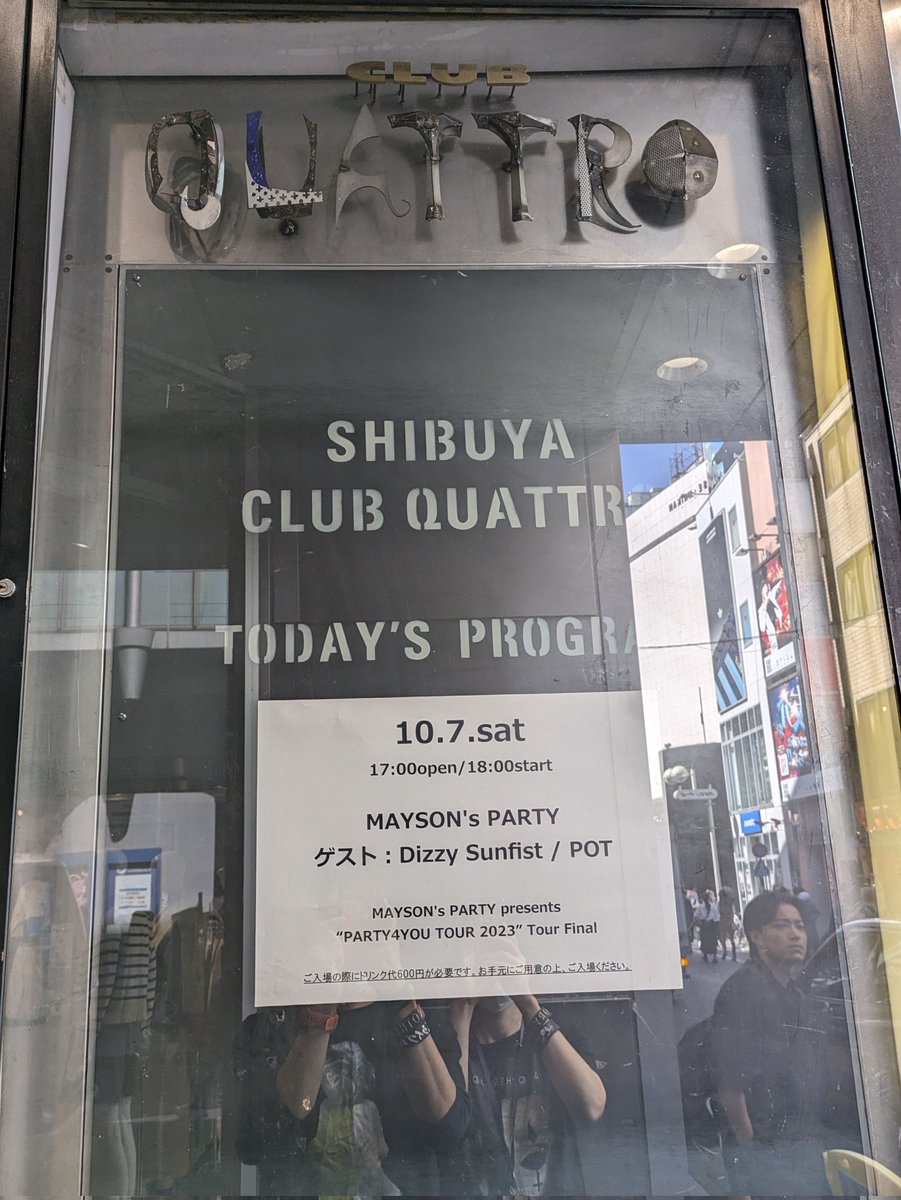 CLUB
QUATTRO
SHIBUYA
CLUB QUATTR
TODAY'S PROGRA
10.7.sat
17:00open/18:00start
MAYSON's PARTY
ゲスト : Dizzy Sunfist / POT
MAYSON's PARTY presents
“PARTY4YOU TOUR 2023” Tour Final
ご入場の際にドリンク代600円が必要です。お手元にご用意の上、ご入場ください。